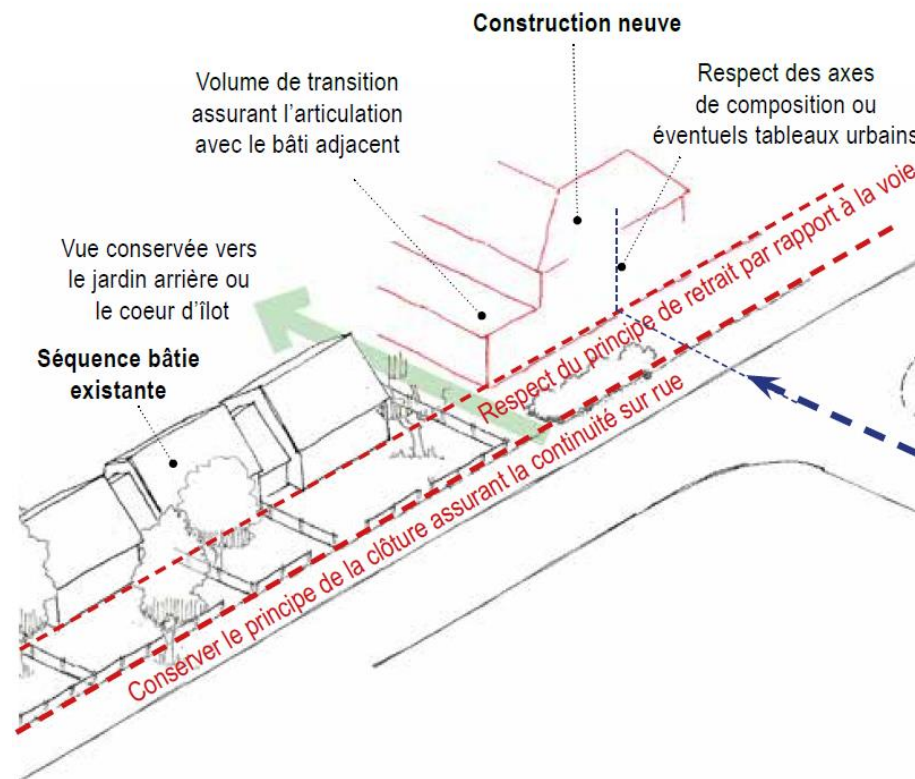 Construction neuve
Volume de transition
assurant l'articulation
avec le bâti adjacent
Respect des axes
de composition ou
éventuels tableaux urbains
Vue conservée vers
le jardin arrière ou
le coeur d'îlot
Séquence bâtie
existante
Respect du principe de retrait par rapport à la voie
Conserver le principe de la clôture assurant la continuité sur rue